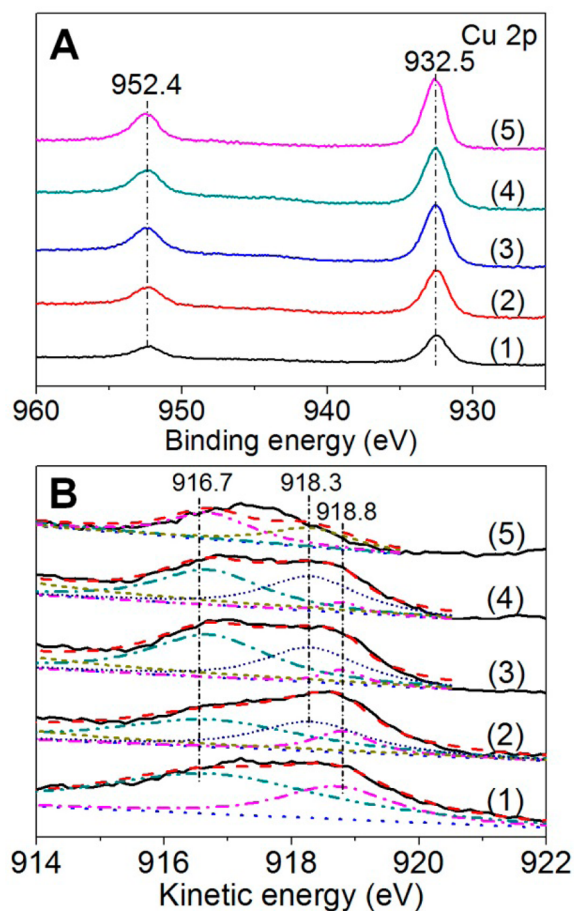 A
Cu 2p
952.4
932.5
(5)
(4)
(3)
(2)
(1)
960 950 940 930
Binding energy (eV)
B
916.7 918.3
918.8
(5)
(4)
(3)
(2)
(1)
914 916 918 920 922
Kinetic energy (eV)